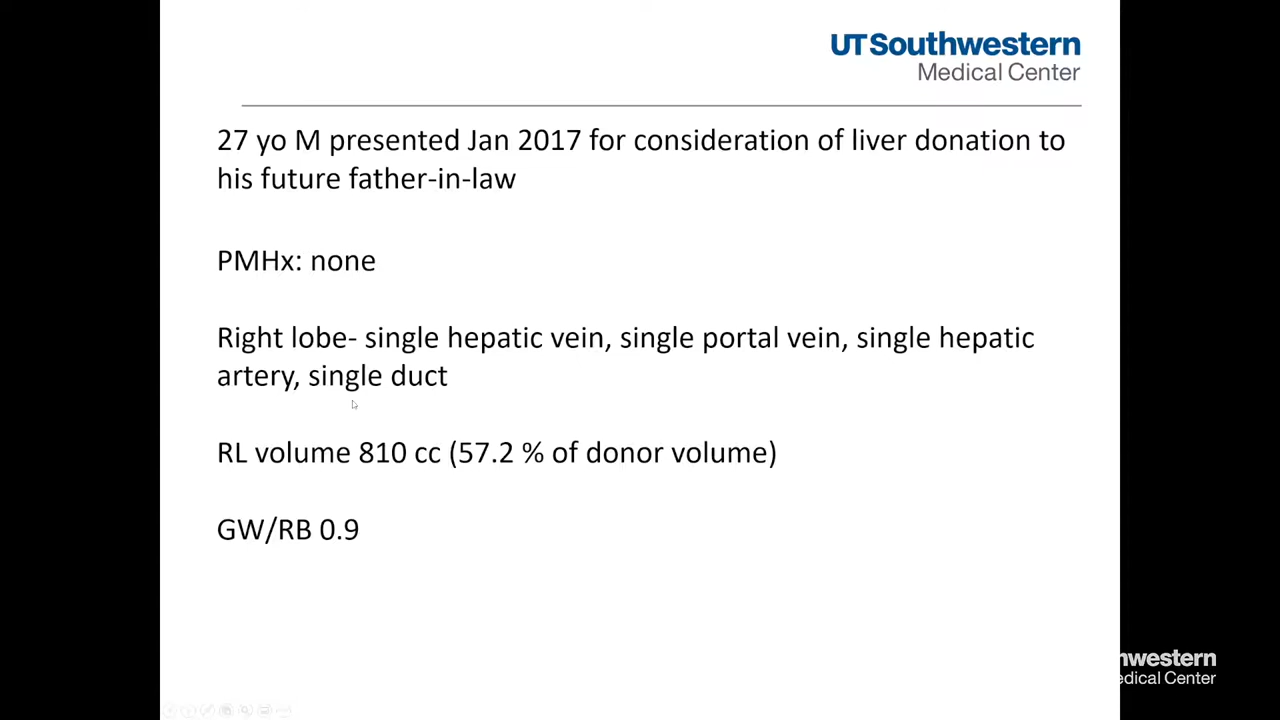 UTSouthwestern
Medical Center
27 yo M presented Jan 2017 for consideration of liver donation to
his future father-in-law
PMHx: none
Right lobe- single hepatic vein, single portal vein, single hepatic
artery, single duct
RL volume 810 cc (57.2 % of donor volume)
GW/RB 0.9
hwestern
edical Center